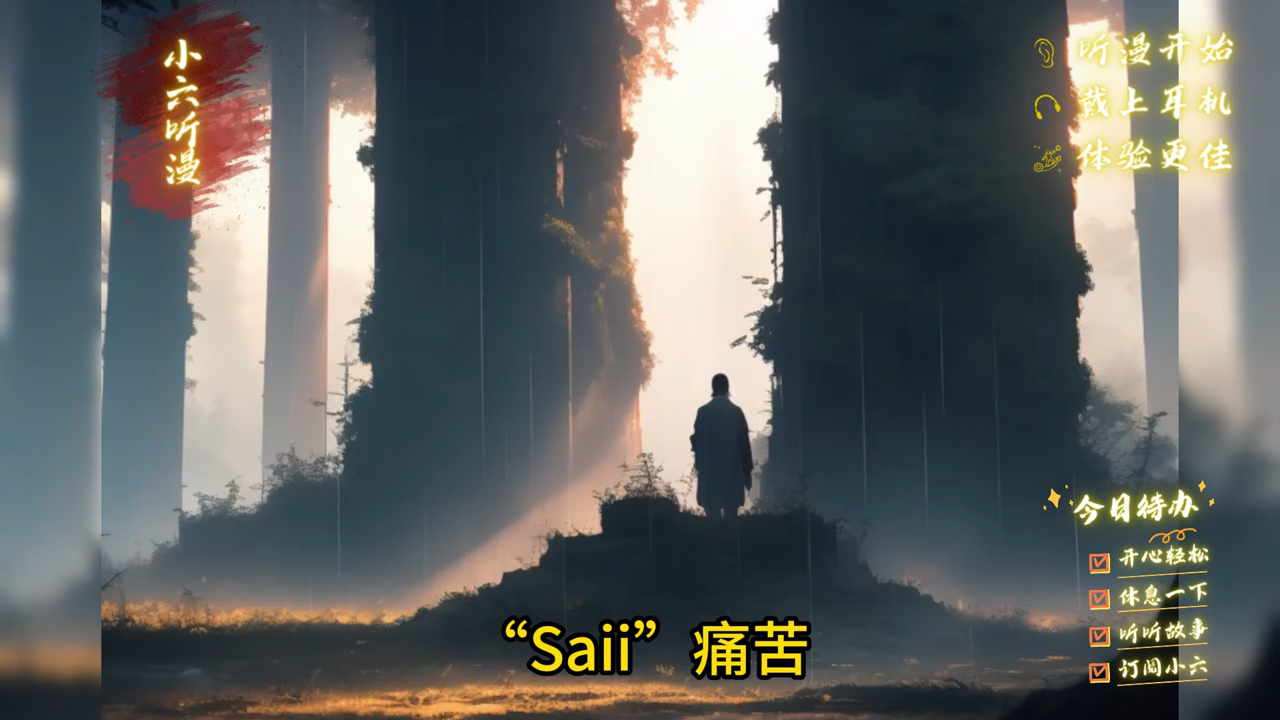 小六听漫
听漫开始
戴上耳机
体验更佳
今日待办
开心轻松
休息一下
听听故事
订阅小六
“Saii”痛苦